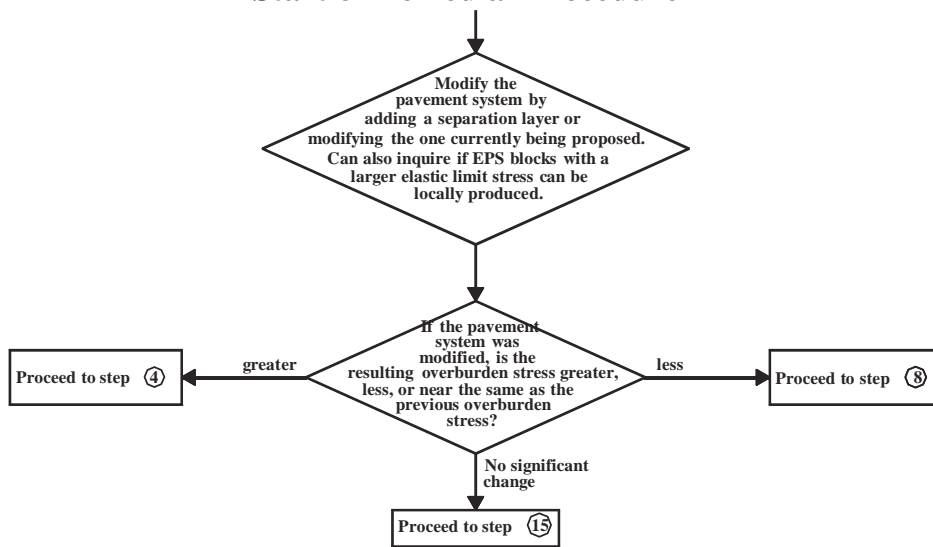 Modify the
pavement system by
adding a separation layer or
modifying the one currently being proposed.
Can also inquire if EPS blocks with a
larger elastic limit stress can be
locally produced.
If the pavement
system was
modified, is the
resulting overburden stress greater,
less, or near the same as the
previous overburden
stress?
greater
less
Proceed to step 4
Proceed to step 8
No significant
change
Proceed to step 15